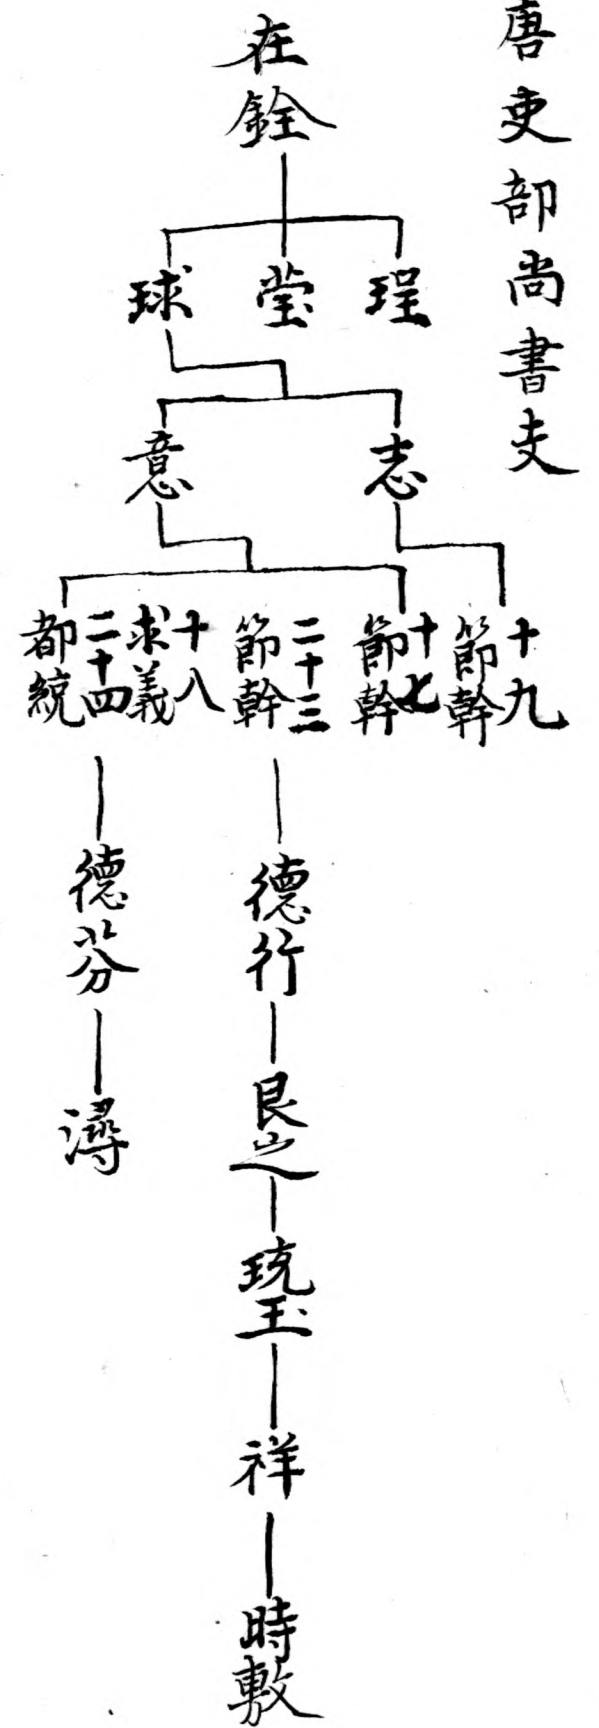 唐吏部尚書支
在銓
珵
瑩
球
志
意
十九節幹
十七節幹
二十三節幹
十八求義
二十四都統
德行
艮之
珫玉
祥
時敷
德芬
潯